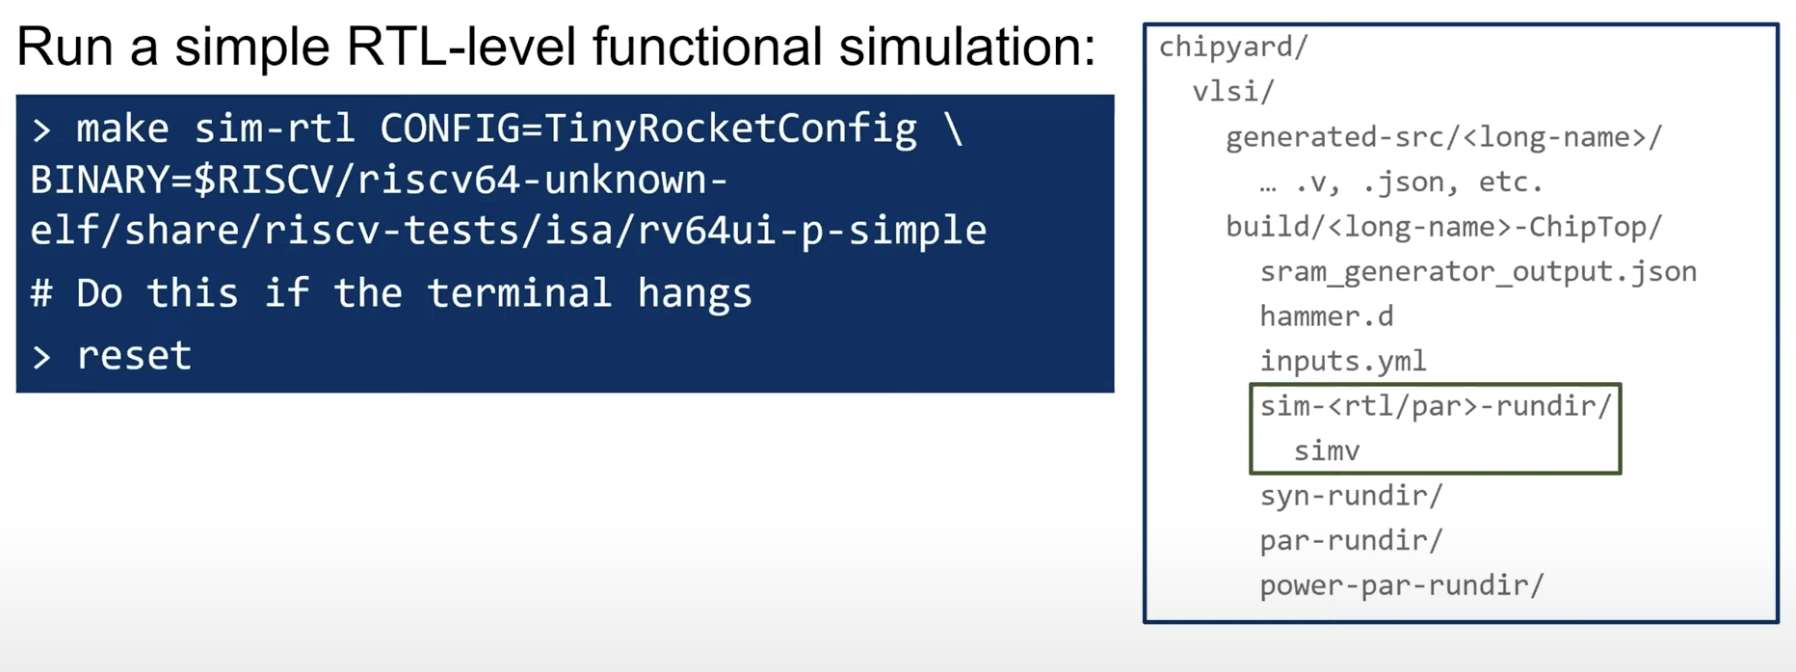 Run a simple RTL-level functional simulation:
> make sim-rtl CONFIG=TinyRocketConfig \
BINARY=$RISCV/riscv64-unknown-
elf/share/riscv-tests/isa/rv64ui-p-simple
# Do this if the terminal hangs
> reset
chipyard/
vlsi/
generated-src/<long-name>/
… .v, .json, etc.
build/<long-name>-ChipTop/
sram_generator_output.json
hammer.d
inputs.yml
sim-<rtl/par>-rundir/
simv
syn-rundir/
par-rundir/
power-par-rundir/